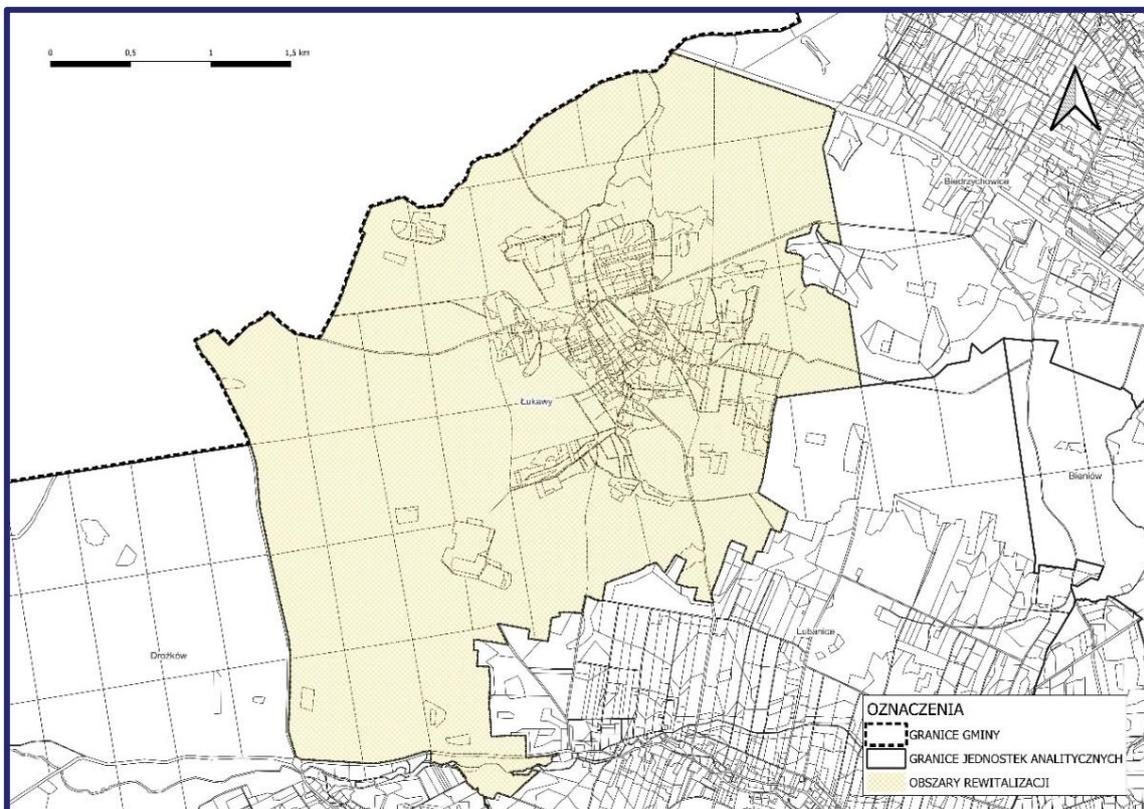 0 0,5 1 1,5 km
Biedrzychowice
Łukawy
Bieniów
Lubanice
Drożków
OZNACZENIA
GRANICE GMINY
GRANICE JEDNOSTEK ANALITYCZNYCH
OBSZARY REWITALIZACJI